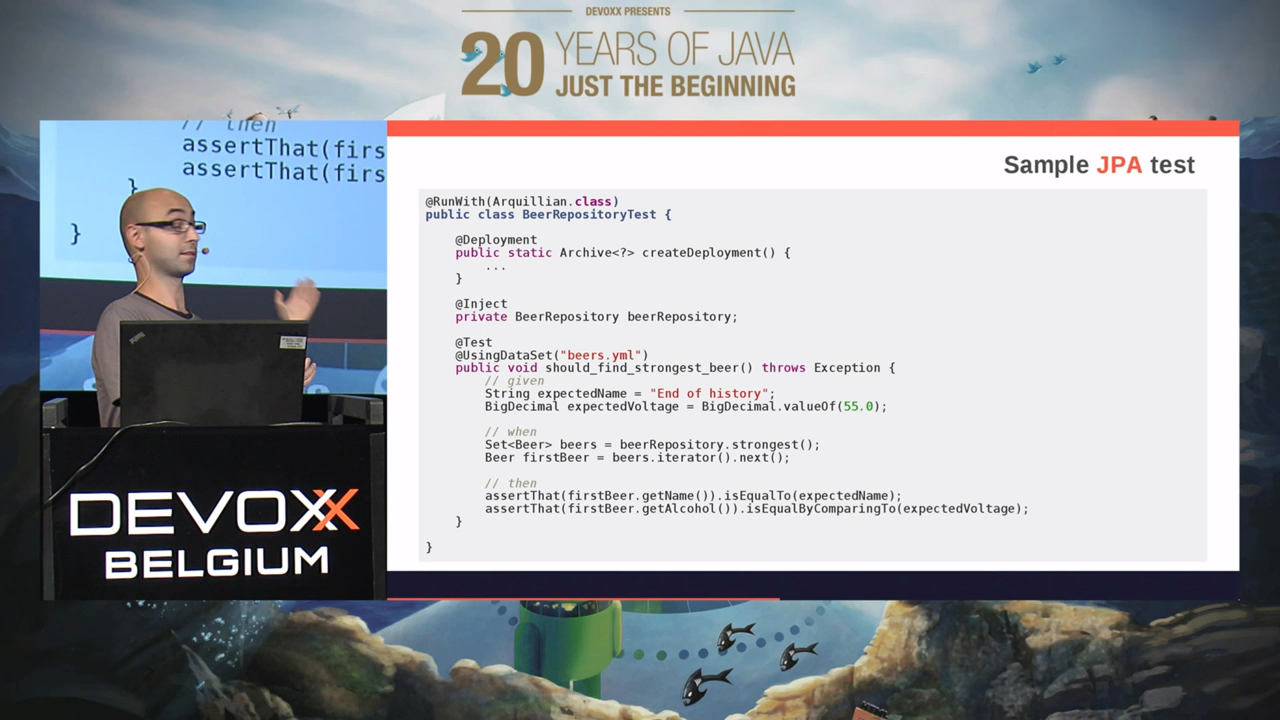 DEVOXX PRESENTS
20 YEARS OF JAVA
JUST THE BEGINNING
// then
assertThat(firs
assertThat(firs
}
}
DEVOXX
BELGIUM
Sample JPA test
@RunWith(Arquillian.class)
public class BeerRepositoryTest {
@Deployment
public static Archive<?> createDeployment() {
...
}
@Inject
private BeerRepository beerRepository;
@Test
@UsingDataSet("beers.yml")
public void should_find_strongest_beer() throws Exception {
// given
String expectedName = "End of history";
BigDecimal expectedVoltage = BigDecimal.valueOf(55.0);
// when
Set<Beer> beers = beerRepository.strongest();
Beer firstBeer = beers.iterator().next();
// then
assertThat(firstBeer.getName()).isEqualTo(expectedName);
assertThat(firstBeer.getAlcohol()).isEqualByComparingTo(expectedVoltage);
}
}